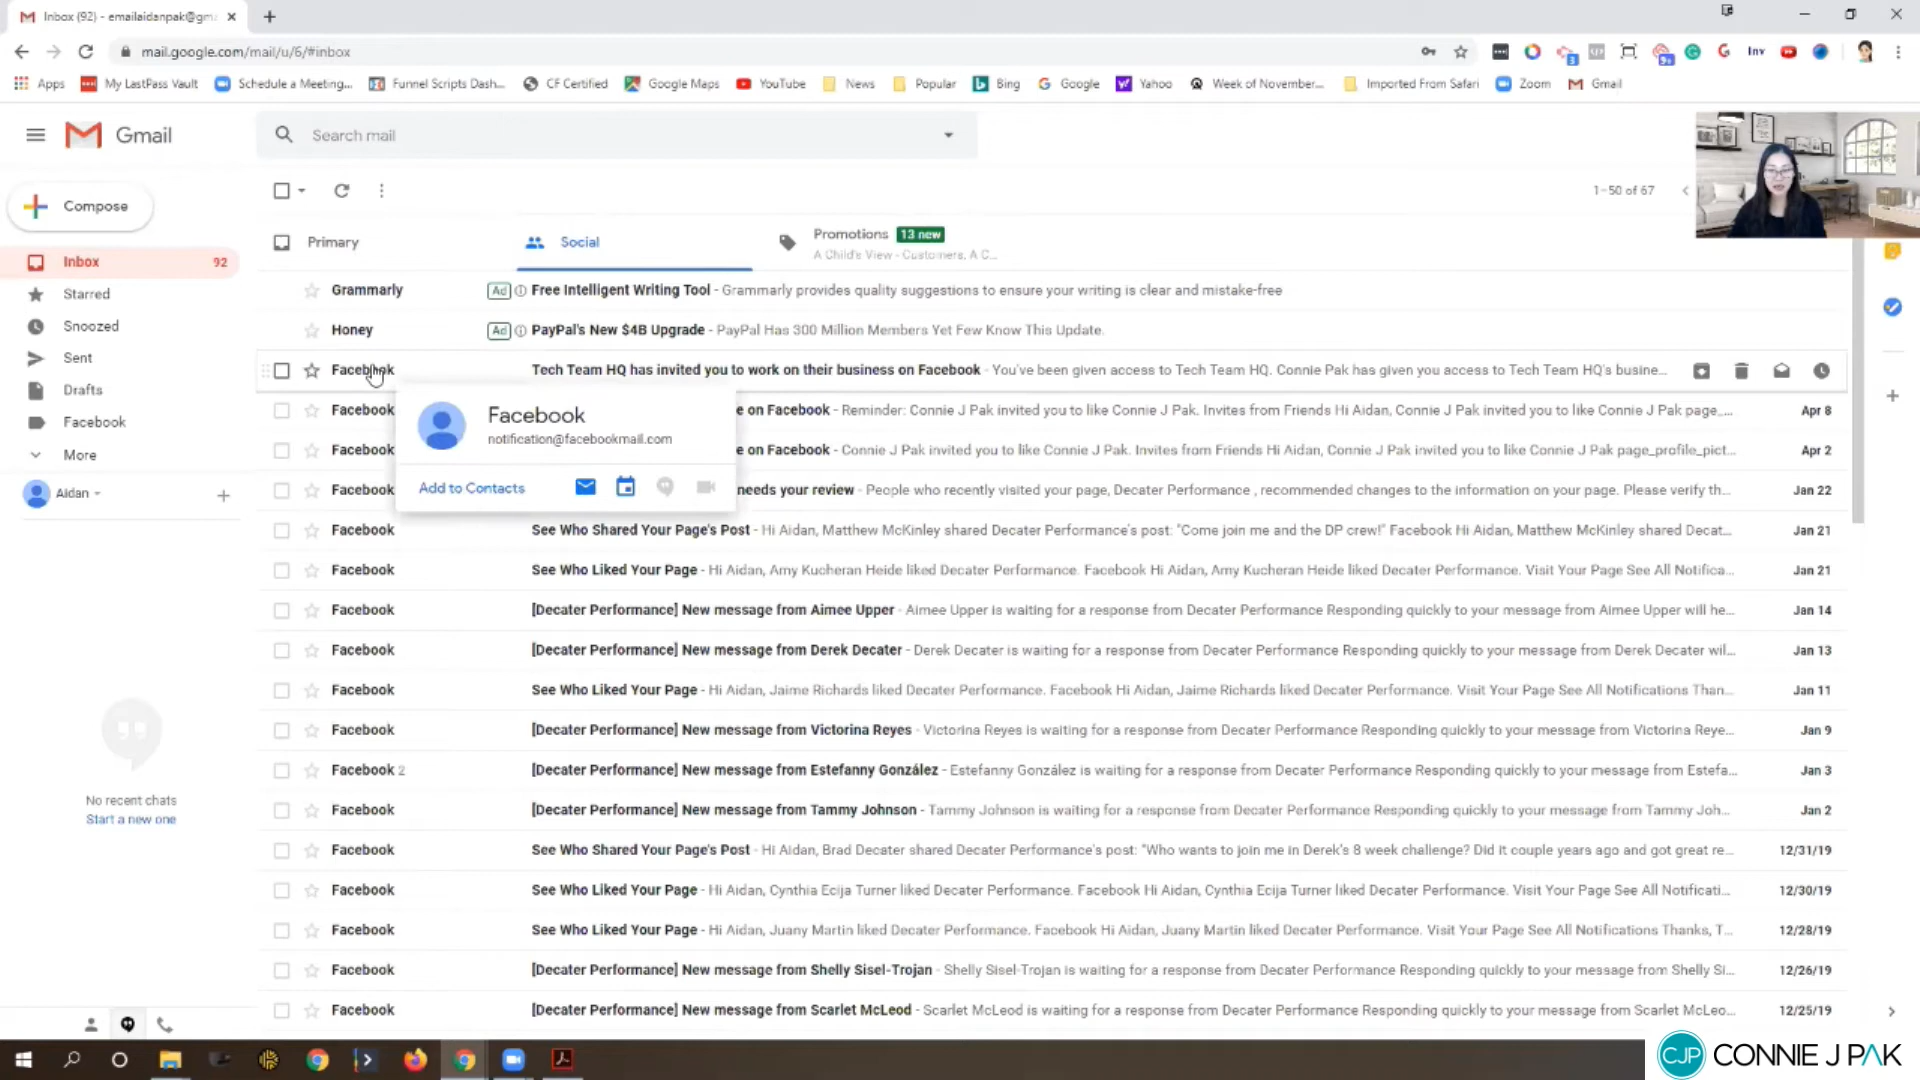 Inbox (92) - emailaidanpak@gm
mail.google.com/mail/u/6/#inbox
Apps My LastPass Vault Schedule a Meeting... Funnel Scripts Dash... CF Certified Google Maps YouTube News Popular Bing Google Yahoo Week of November... Imported From Safari Zoom Gmail
Gmail
Search mail
Compose
1–50 of 67
Primary
Social
Promotions 13 new
A Child's View - Customers, A C...
Inbox 92
Starred
Snoozed
Sent
Drafts
Facebook
More
Aidan
No recent chats
Start a new one
Grammarly Ad Free Intelligent Writing Tool - Grammarly provides quality suggestions to ensure your writing is clear and mistake-free
Honey Ad PayPal's New $4B Upgrade - PayPal Has 300 Million Members Yet Few Know This Update.
Facebook Tech Team HQ has invited you to work on their business on Facebook - You've been given access to Tech Team HQ. Connie Pak has given you access to Tech Team HQ's busine...
Facebook e on Facebook - Reminder: Connie J Pak invited you to like Connie J Pak. Invites from Friends Hi Aidan, Connie J Pak invited you to like Connie J Pak page_... Apr 8
Facebook e on Facebook - Connie J Pak invited you to like Connie J Pak. Invites from Friends Hi Aidan, Connie J Pak invited you to like Connie J Pak page_profile_pict... Apr 2
Facebook needs your review - People who recently visited your page, Decater Performance , recommended changes to the information on your page. Please verify th... Jan 22
Facebook
notification@facebookmail.com
Add to Contacts
Facebook See Who Shared Your Page's Post - Hi Aidan, Matthew McKinley shared Decater Performance's post: "Come join me and the DP crew!" Facebook Hi Aidan, Matthew McKinley shared Decat... Jan 21
Facebook See Who Liked Your Page - Hi Aidan, Amy Kucheran Heide liked Decater Performance. Facebook Hi Aidan, Amy Kucheran Heide liked Decater Performance. Visit Your Page See All Notifica... Jan 21
Facebook [Decater Performance] New message from Aimee Upper - Aimee Upper is waiting for a response from Decater Performance Responding quickly to your message from Aimee Upper will he... Jan 14
Facebook [Decater Performance] New message from Derek Decater - Derek Decater is waiting for a response from Decater Performance Responding quickly to your message from Derek Decater wil... Jan 13
Facebook See Who Liked Your Page - Hi Aidan, Jaime Richards liked Decater Performance. Facebook Hi Aidan, Jaime Richards liked Decater Performance. Visit Your Page See All Notifications Than... Jan 11
Facebook [Decater Performance] New message from Victorina Reyes - Victorina Reyes is waiting for a response from Decater Performance Responding quickly to your message from Victorina Reye... Jan 9
Facebook 2 [Decater Performance] New message from Estefanny González - Estefanny González is waiting for a response from Decater Performance Responding quickly to your message from Estefa... Jan 3
Facebook [Decater Performance] New message from Tammy Johnson - Tammy Johnson is waiting for a response from Decater Performance Responding quickly to your message from Tammy Joh... Jan 2
Facebook See Who Shared Your Page's Post - Hi Aidan, Brad Decater shared Decater Performance's post: "Who wants to join me in Derek's 8 week challenge? Did it couple years ago and got great re... 12/31/19
Facebook See Who Liked Your Page - Hi Aidan, Cynthia Ecija Turner liked Decater Performance. Facebook Hi Aidan, Cynthia Ecija Turner liked Decater Performance. Visit Your Page See All Notificati... 12/30/19
Facebook See Who Liked Your Page - Hi Aidan, Juany Martin liked Decater Performance. Facebook Hi Aidan, Juany Martin liked Decater Performance. Visit Your Page See All Notifications Thanks, T... 12/28/19
Facebook [Decater Performance] New message from Shelly Sisel-Trojan - Shelly Sisel-Trojan is waiting for a response from Decater Performance Responding quickly to your message from Shelly Si... 12/26/19
Facebook [Decater Performance] New message from Scarlet McLeod - Scarlet McLeod is waiting for a response from Decater Performance Responding quickly to your message from Scarlet McLeo... 12/25/19
CJP CONNIE J PAK